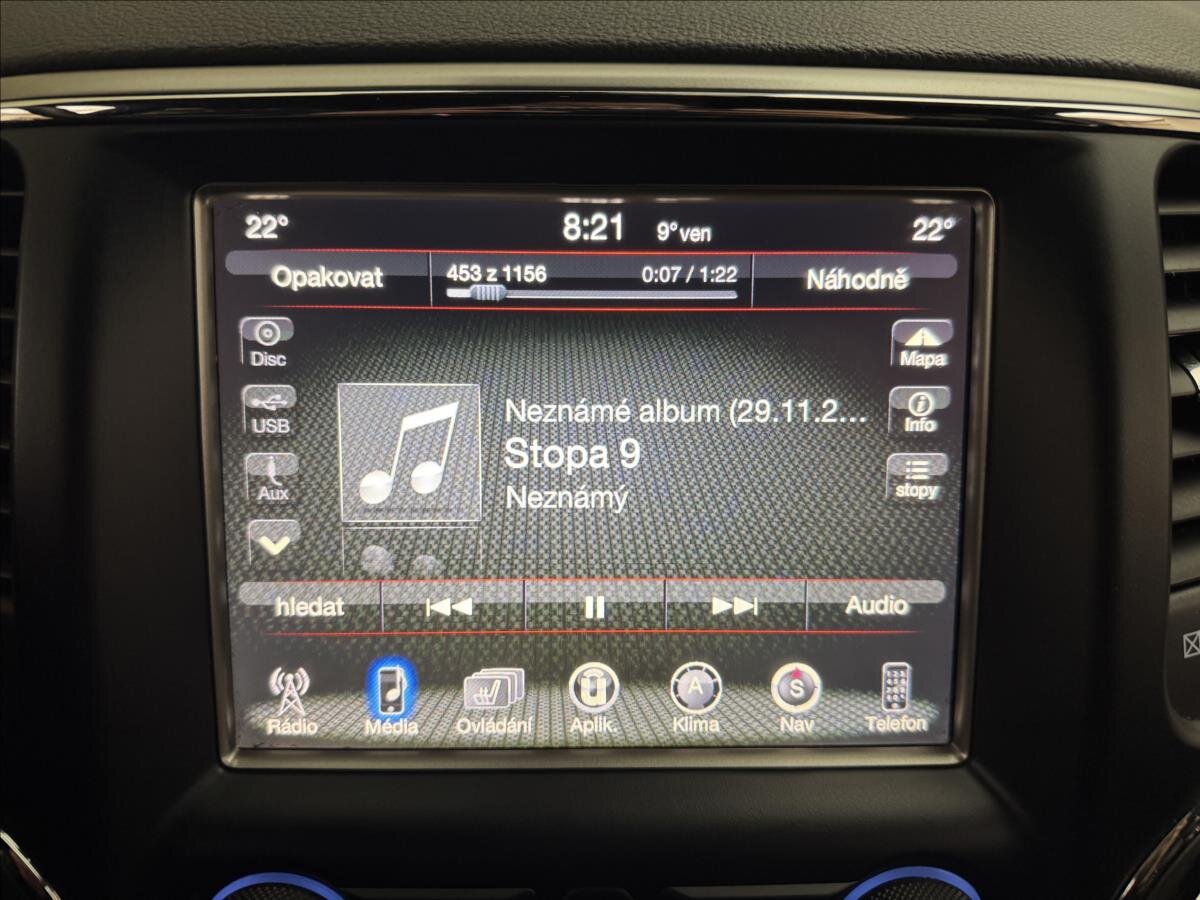 22° 8:21 9° ven 22°
Opakovat 453 z 1156 0:07 / 1:22 Náhodně
Disc
Mapa
USB
Info
Aux
stopy
Neznámé album (29.11.2...
Stopa 9
Neznámý
hledat Audio
A
S
Rádio Média Ovládání Aplik. Klima Nav Telefon